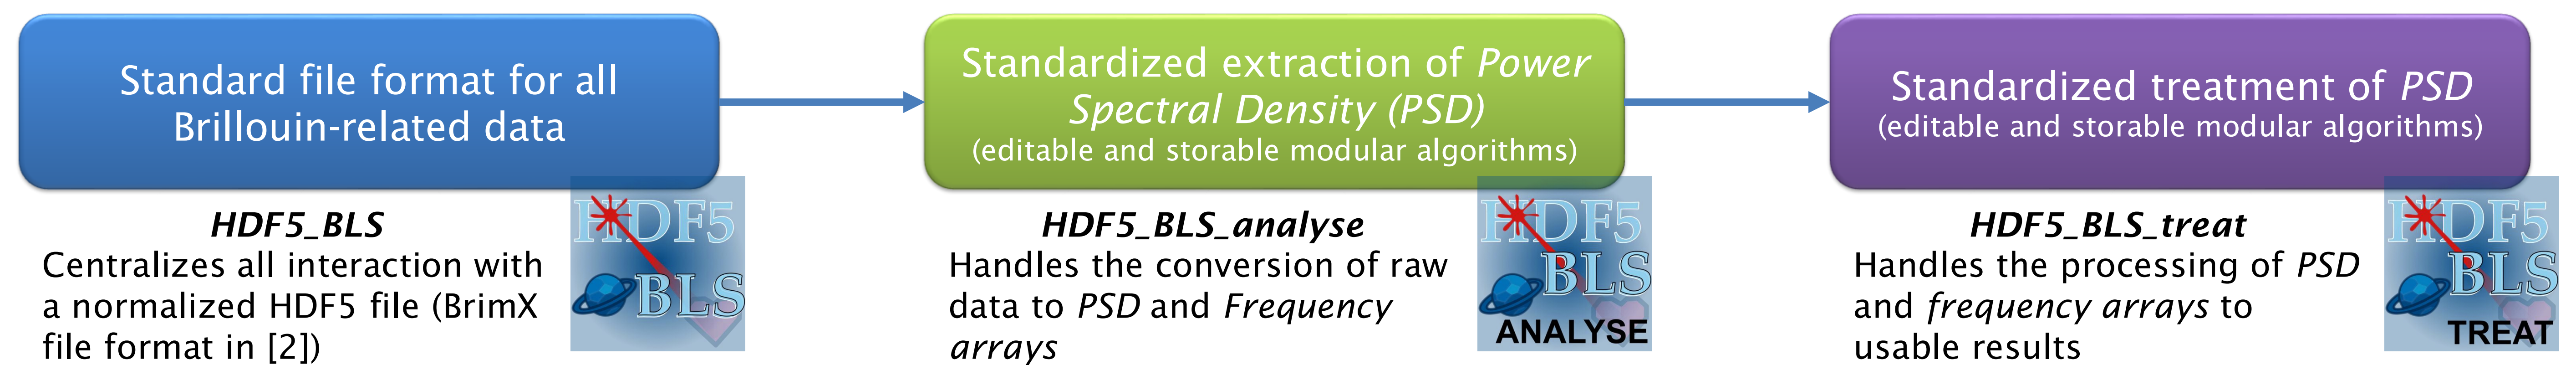 Standard file format for all
Brillouin-related data
HDF5_BLS
Centralizes all interaction with
a normalized HDF5 file (BrimX
file format in [2])
HDF5
BLS
Standardized extraction of Power
Spectral Density (PSD)
(editable and storable modular algorithms)
HDF5_BLS_analyse
Handles the conversion of raw
data to PSD and Frequency
arrays
HDF5
BLS
ANALYSE
Standardized treatment of PSD
(editable and storable modular algorithms)
HDF5_BLS_treat
Handles the processing of PSD
and frequency arrays to
usable results
HDF5
BLS
TREAT